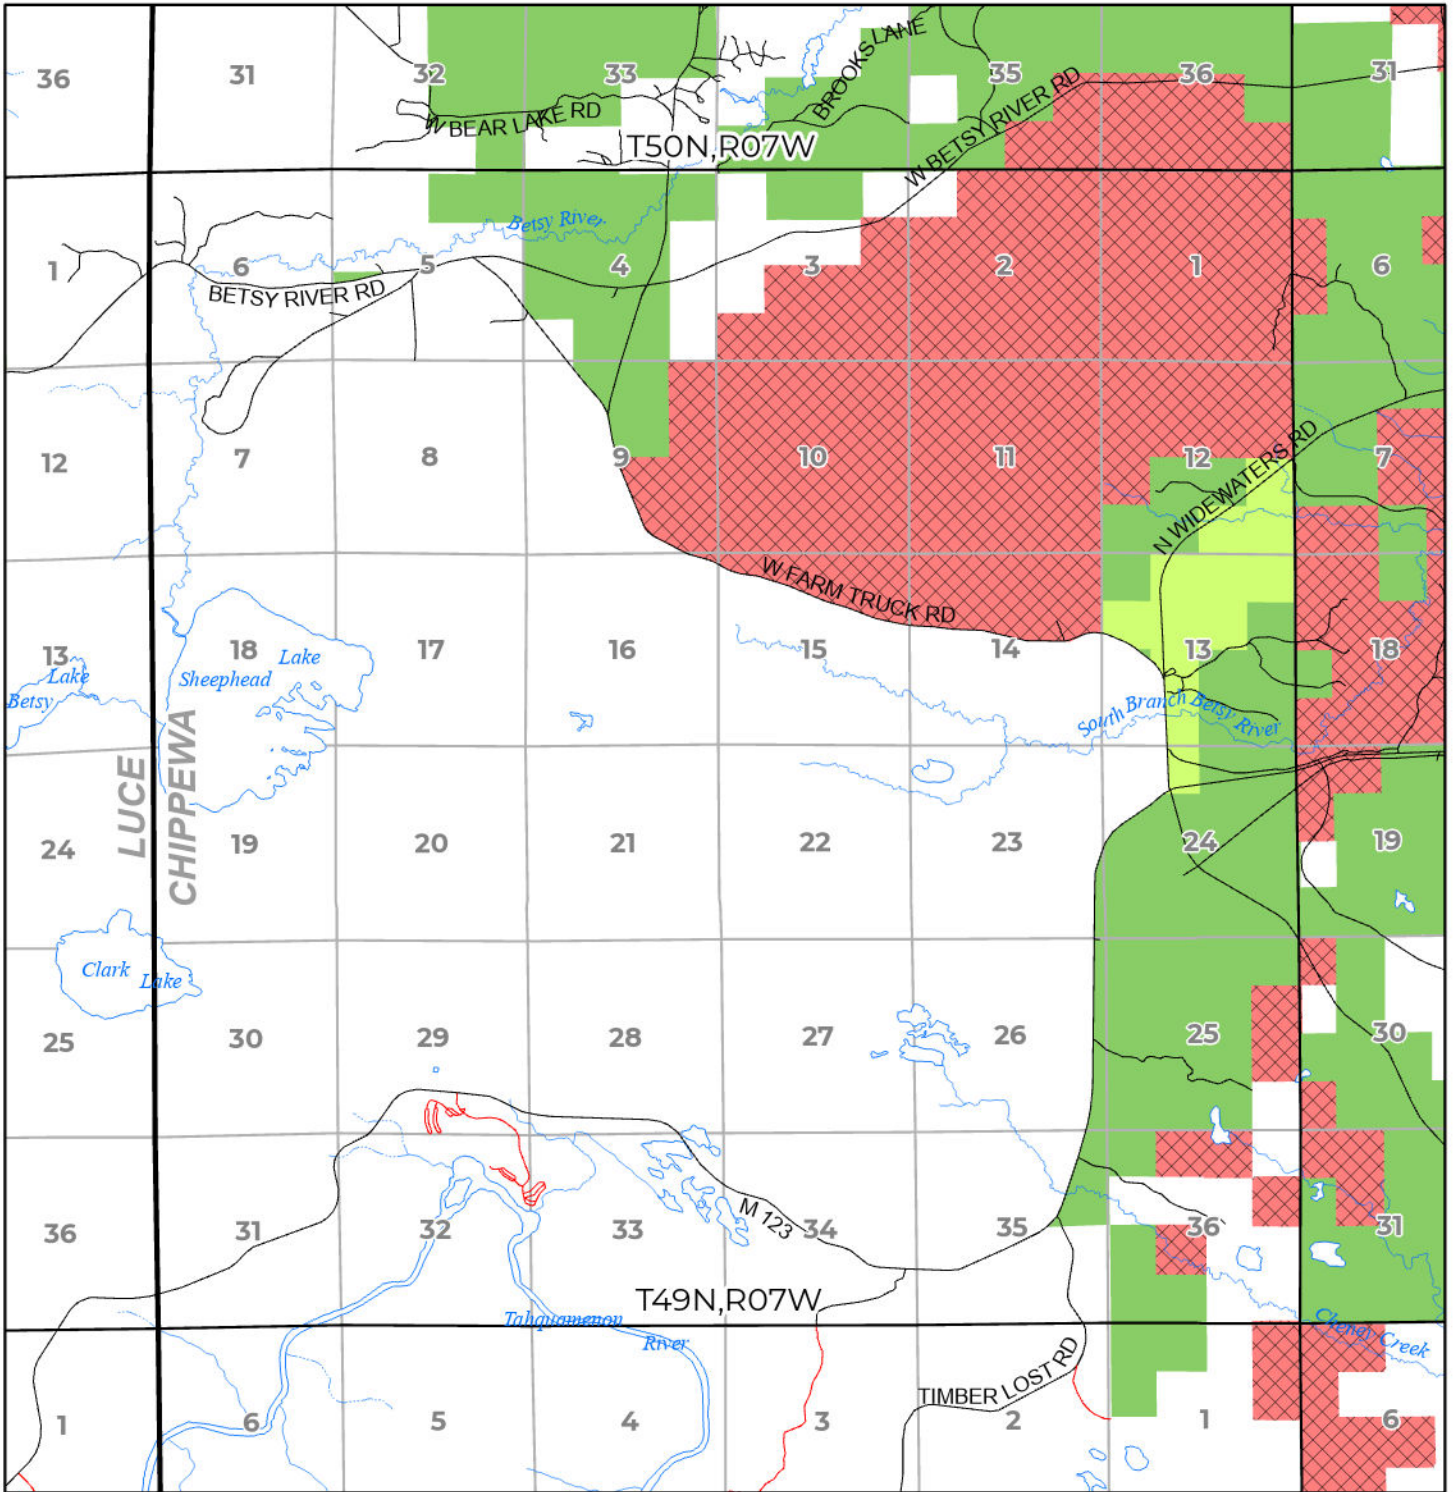 36 31 32 33 35 36 31
BROOKS LANE
W BEAR LAKE RD
W BETSY RIVER RD
T50N,R07W
Betsy River
1 6 5 4 3 2 1 6
BETSY RIVER RD
12 7 8 9 10 11 12 7
N WIDEWATERS RD
W FARM TRUCK RD
13 18 17 16 15 14 13 18
Lake
Betsy
Lake
Sheephead
South Branch Betsy River
LUCE
CHIPPEWA
24 19 20 21 22 23 24 19
Clark Lake
25 30 29 28 27 26 25 30
36 31 32 33 34 35 36 31
M 123
T49N,R07W
Tahquamenon
River
Cheney Creek
TIMBER LOST RD
1 6 5 4 3 2 1 6